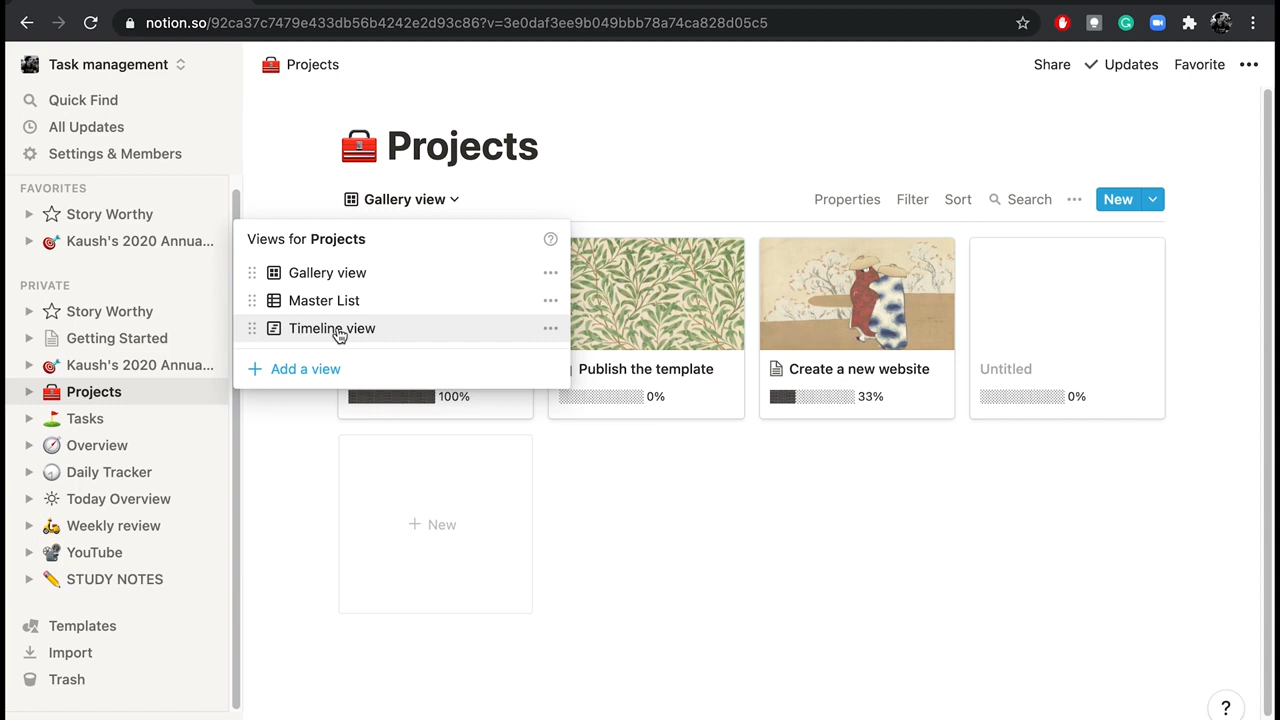 notion.so/92ca37c7479e433db56b4242e2d93c86?v=3e0daf3ee9b049bbb78a74ca828d05c5
Task management
Projects
Share
Updates
Favorite
Quick Find
All Updates
Settings & Members
FAVORITES
Story Worthy
Kaush's 2020 Annua...
PRIVATE
Story Worthy
Getting Started
Kaush's 2020 Annua...
Projects
Tasks
Overview
Daily Tracker
Today Overview
Weekly review
YouTube
STUDY NOTES
Templates
Import
Trash
Projects
Gallery view
Properties
Filter
Sort
Search
New
Views for Projects
Gallery view
Master List
Timeline view
+ Add a view
100%
Publish the template
0%
Create a new website
33%
Untitled
0%
+ New
?